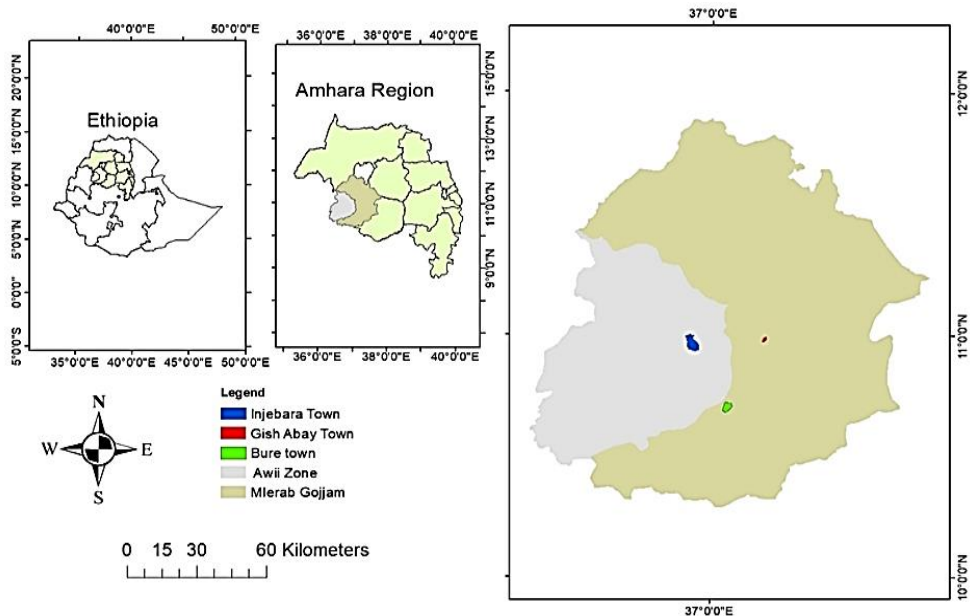 40°0'0"E 50°0'0"E
20°0'0"N
15°0'0"N
10°0'0"N
5°0'0"N
0°0'0"
5°0'0"S
Ethiopia
35°0'0"E 40°0'0"E 45°0'0"E 50°0'0"E
36°0'0"E 38°0'0"E 40°0'0"E
Amhara Region
15°0'0"N
13°0'0"N
11°0'0"N
9°0'0"N
36°0'0"E 38°0'0"E 40°0'0"E
37°0'0"E
12°0'0"N
11°0'0"N
10°0'0"N
37°0'0"E
N
W E
S
Legend
Injebara Town
Gish Abay Town
Bure town
Awii Zone
Mlerab Gojjam
0 15 30 60 Kilometers